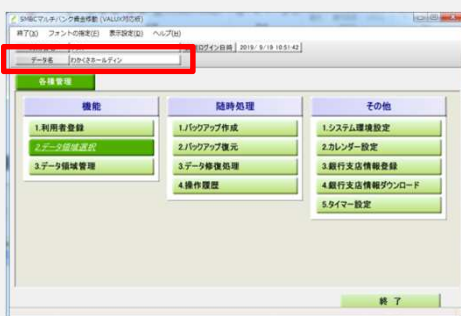 SMBCマルチバンク資金移動 (VALUX対応版)
終了(X) フォントの指定(F) 表示設定(D) ヘルプ(H)
ログイン日時 2019/ 9/19 10:51:42
データ名 わかくさホールディン
各種管理
機能 随時処理 その他
1.利用者登録 1.バックアップ作成 1.システム環境設定
2.データ領域選択 2.バックアップ復元 2.カレンダー設定
3.データ領域管理 3.データ修復処理 3.銀行支店情報登録
4.操作履歴 4.銀行支店情報ダウンロード
5.タイマー設定
終 了